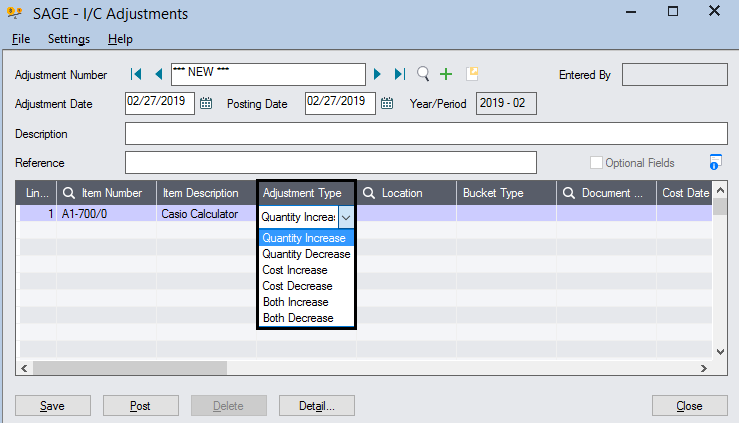 SAGE - I/C Adjustments
File Settings Help
Adjustment Number *** NEW *** Entered By
Adjustment Date 02/27/2019 Posting Date 02/27/2019 Year/Period 2019 - 02
Description
Reference Optional Fields
Lin... Item Number Item Description Adjustment Type Location Bucket Type Document ... Cost Date
1 A1-700/0 Casio Calculator Quantity Increa
Quantity Increase
Quantity Decrease
Cost Increase
Cost Decrease
Both Increase
Both Decrease
Save Post Delete Detail... Close